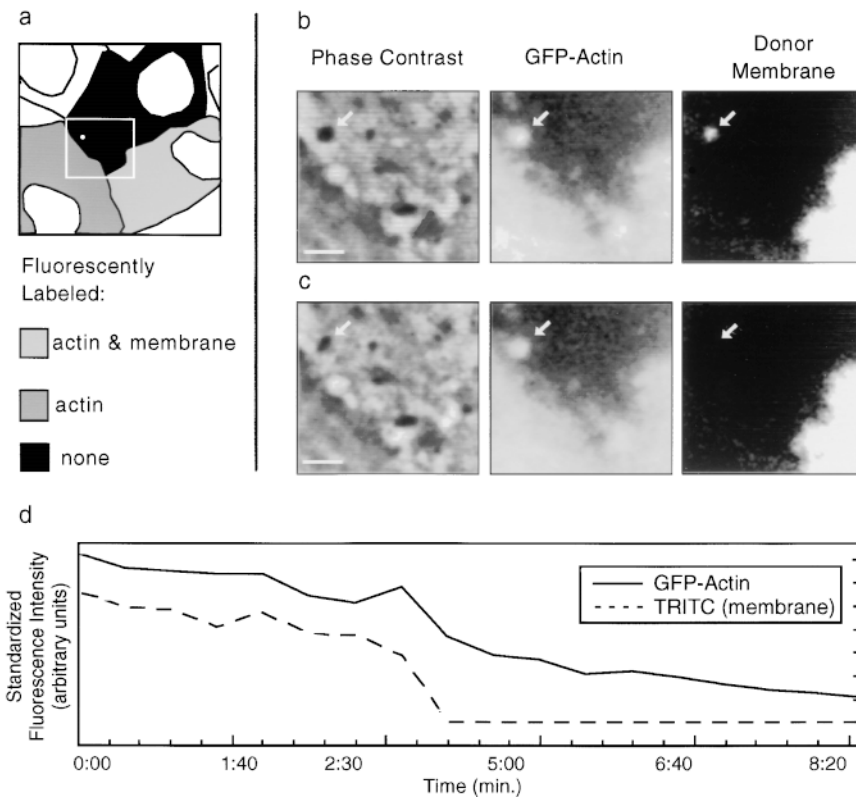 a
Fluorescently
Labeled:
actin & membrane
actin
none
b
Phase Contrast
GFP-Actin
Donor
Membrane
c
d
Standardized
Fluorescence Intensity
(arbitrary units)
GFP-Actin
TRITC (membrane)
0:00
1:40
2:30
5:00
6:40
8:20
Time (min.)